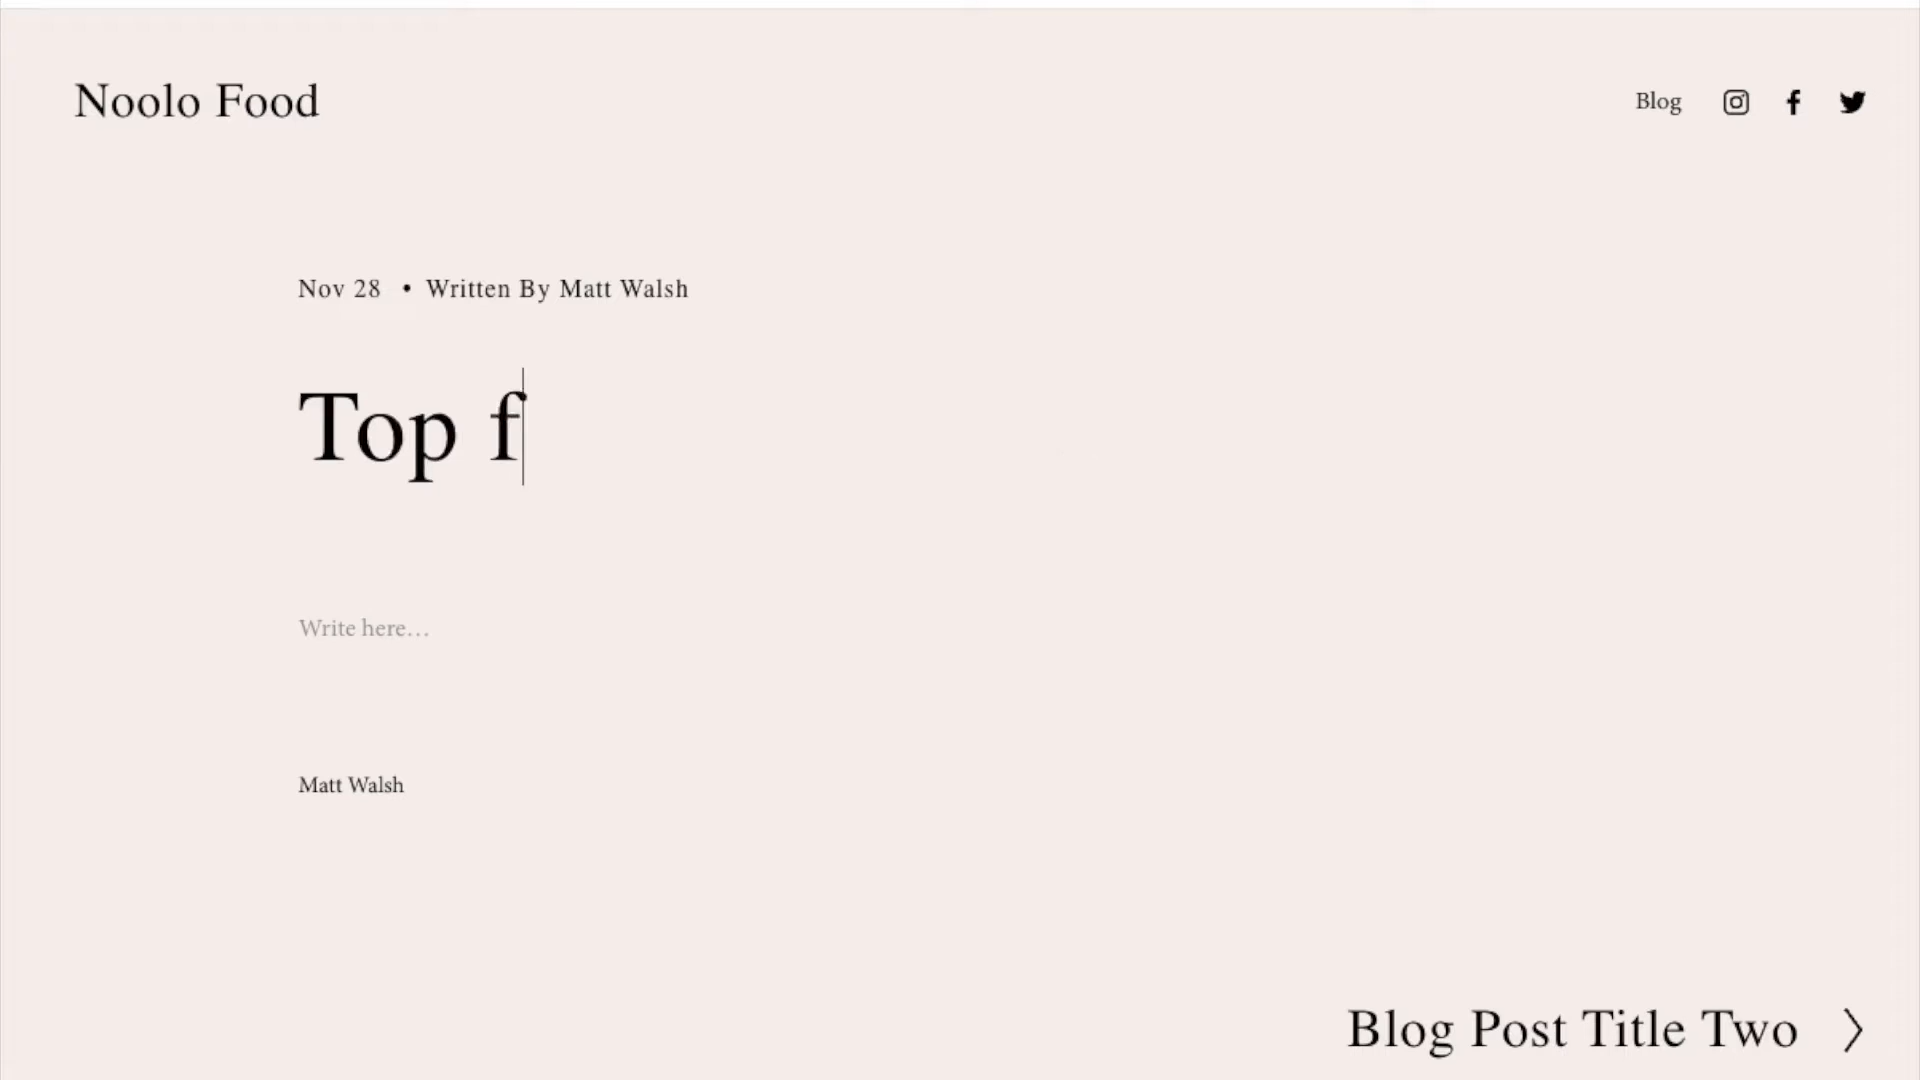 Noolo Food
Blog
Nov 28 • Written By Matt Walsh
Top f
Write here...
Matt Walsh
Blog Post Title Two